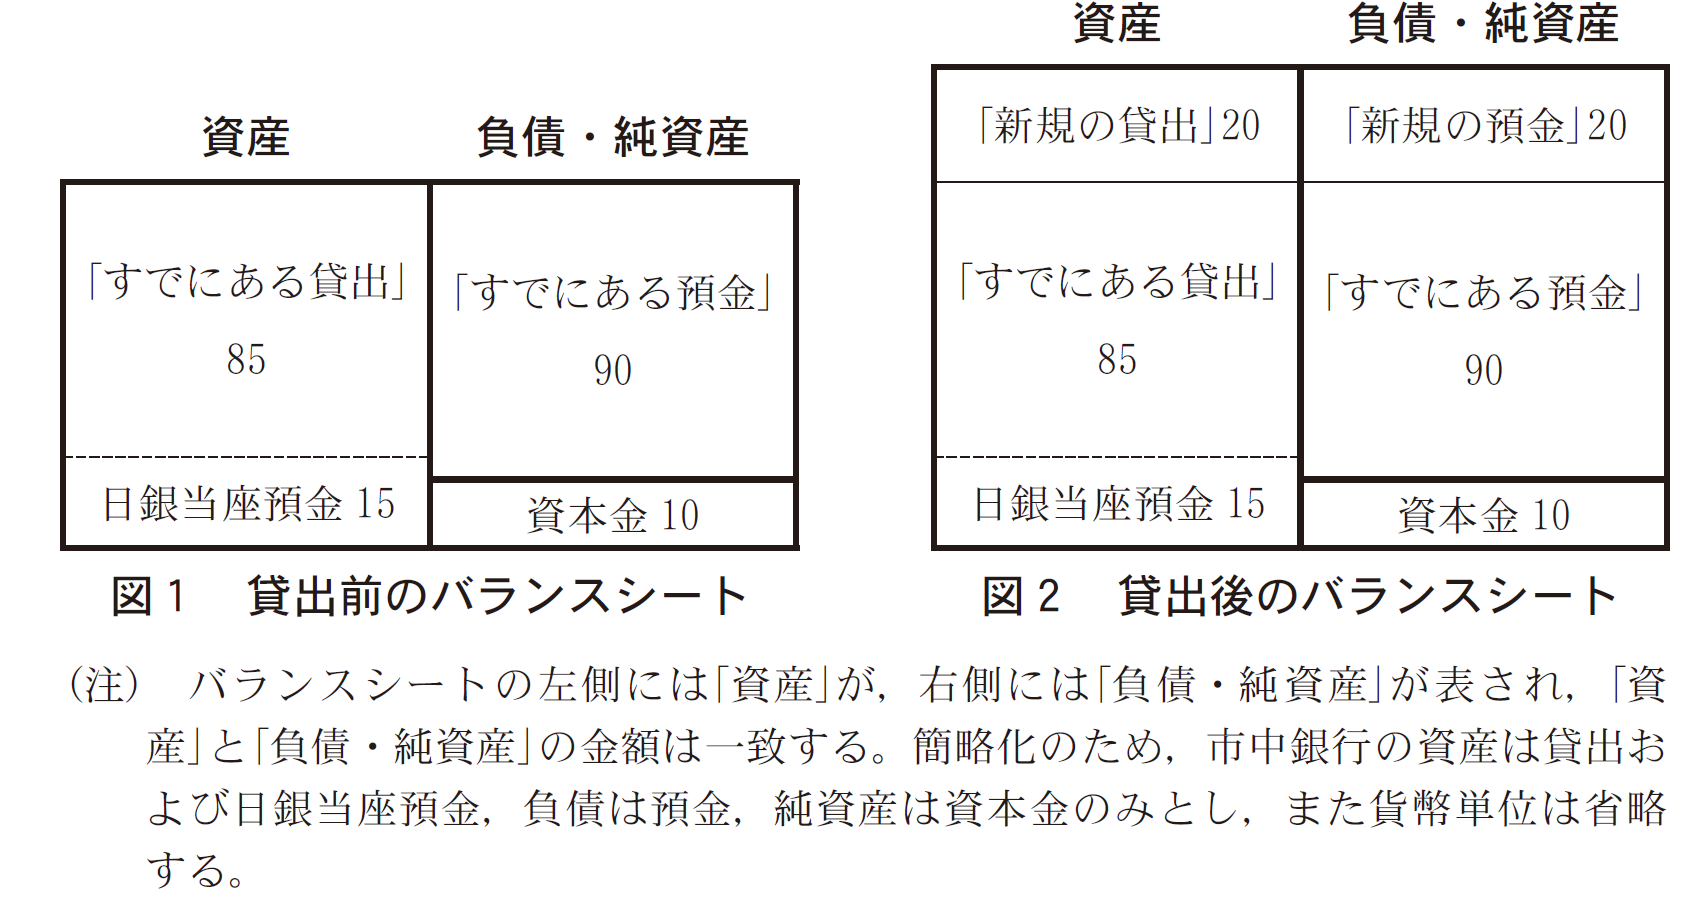 資産 負債・純資産
「すでにある貸出」
85
「すでにある預金」
90
日銀当座預金 15
資本金 10
図1 貸出前のバランスシート
資産 負債・純資産
「新規の貸出」20
「新規の預金」20
「すでにある貸出」
85
「すでにある預金」
90
日銀当座預金 15
資本金 10
図2 貸出後のバランスシート
(注) バランスシートの左側には「資産」が,右側には「負債・純資産」が表され,「資
産」と「負債・純資産」の金額は一致する。簡略化のため,市中銀行の資産は貸出お
よび日銀当座預金,負債は預金,純資産は資本金のみとし,また貨幣単位は省略
する。